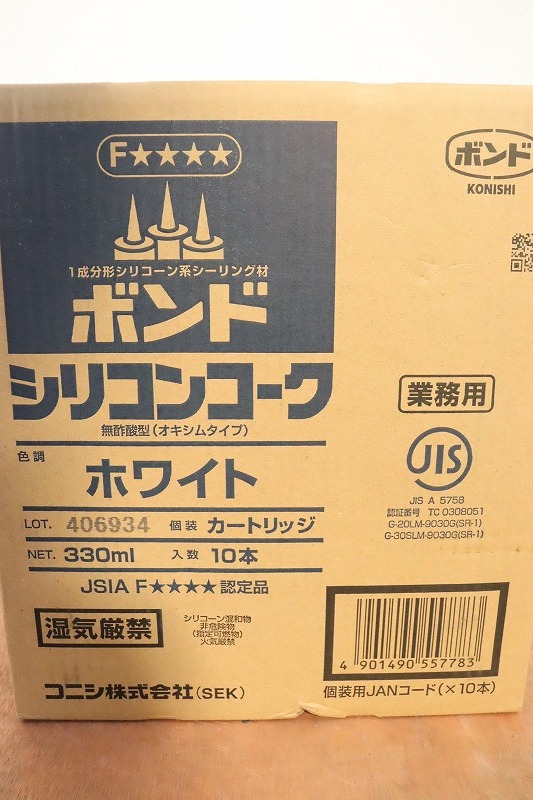 F★★★★
ボンド
KONISHI
1成分形シリコーン系シーリング材
ボンド
シリコンコーク
無酢酸型(オキシムタイプ)
色調 ホワイト
LOT. 406934 個装 カートリッジ
NET. 330ml 入数 10本
JSIA F★★★★ 認定品
湿気厳禁
シリコーン混和物
非危険物
(指定可燃物)
火気厳禁
コニシ株式会社(SEK)
業務用
JIS
JIS A 5758
認証番号 TC 0308051
G-20LM-9030G(SR-1)
G-30SLM-9030G(SR-1)
4 901490 557783
個装用JANコード(×10本)